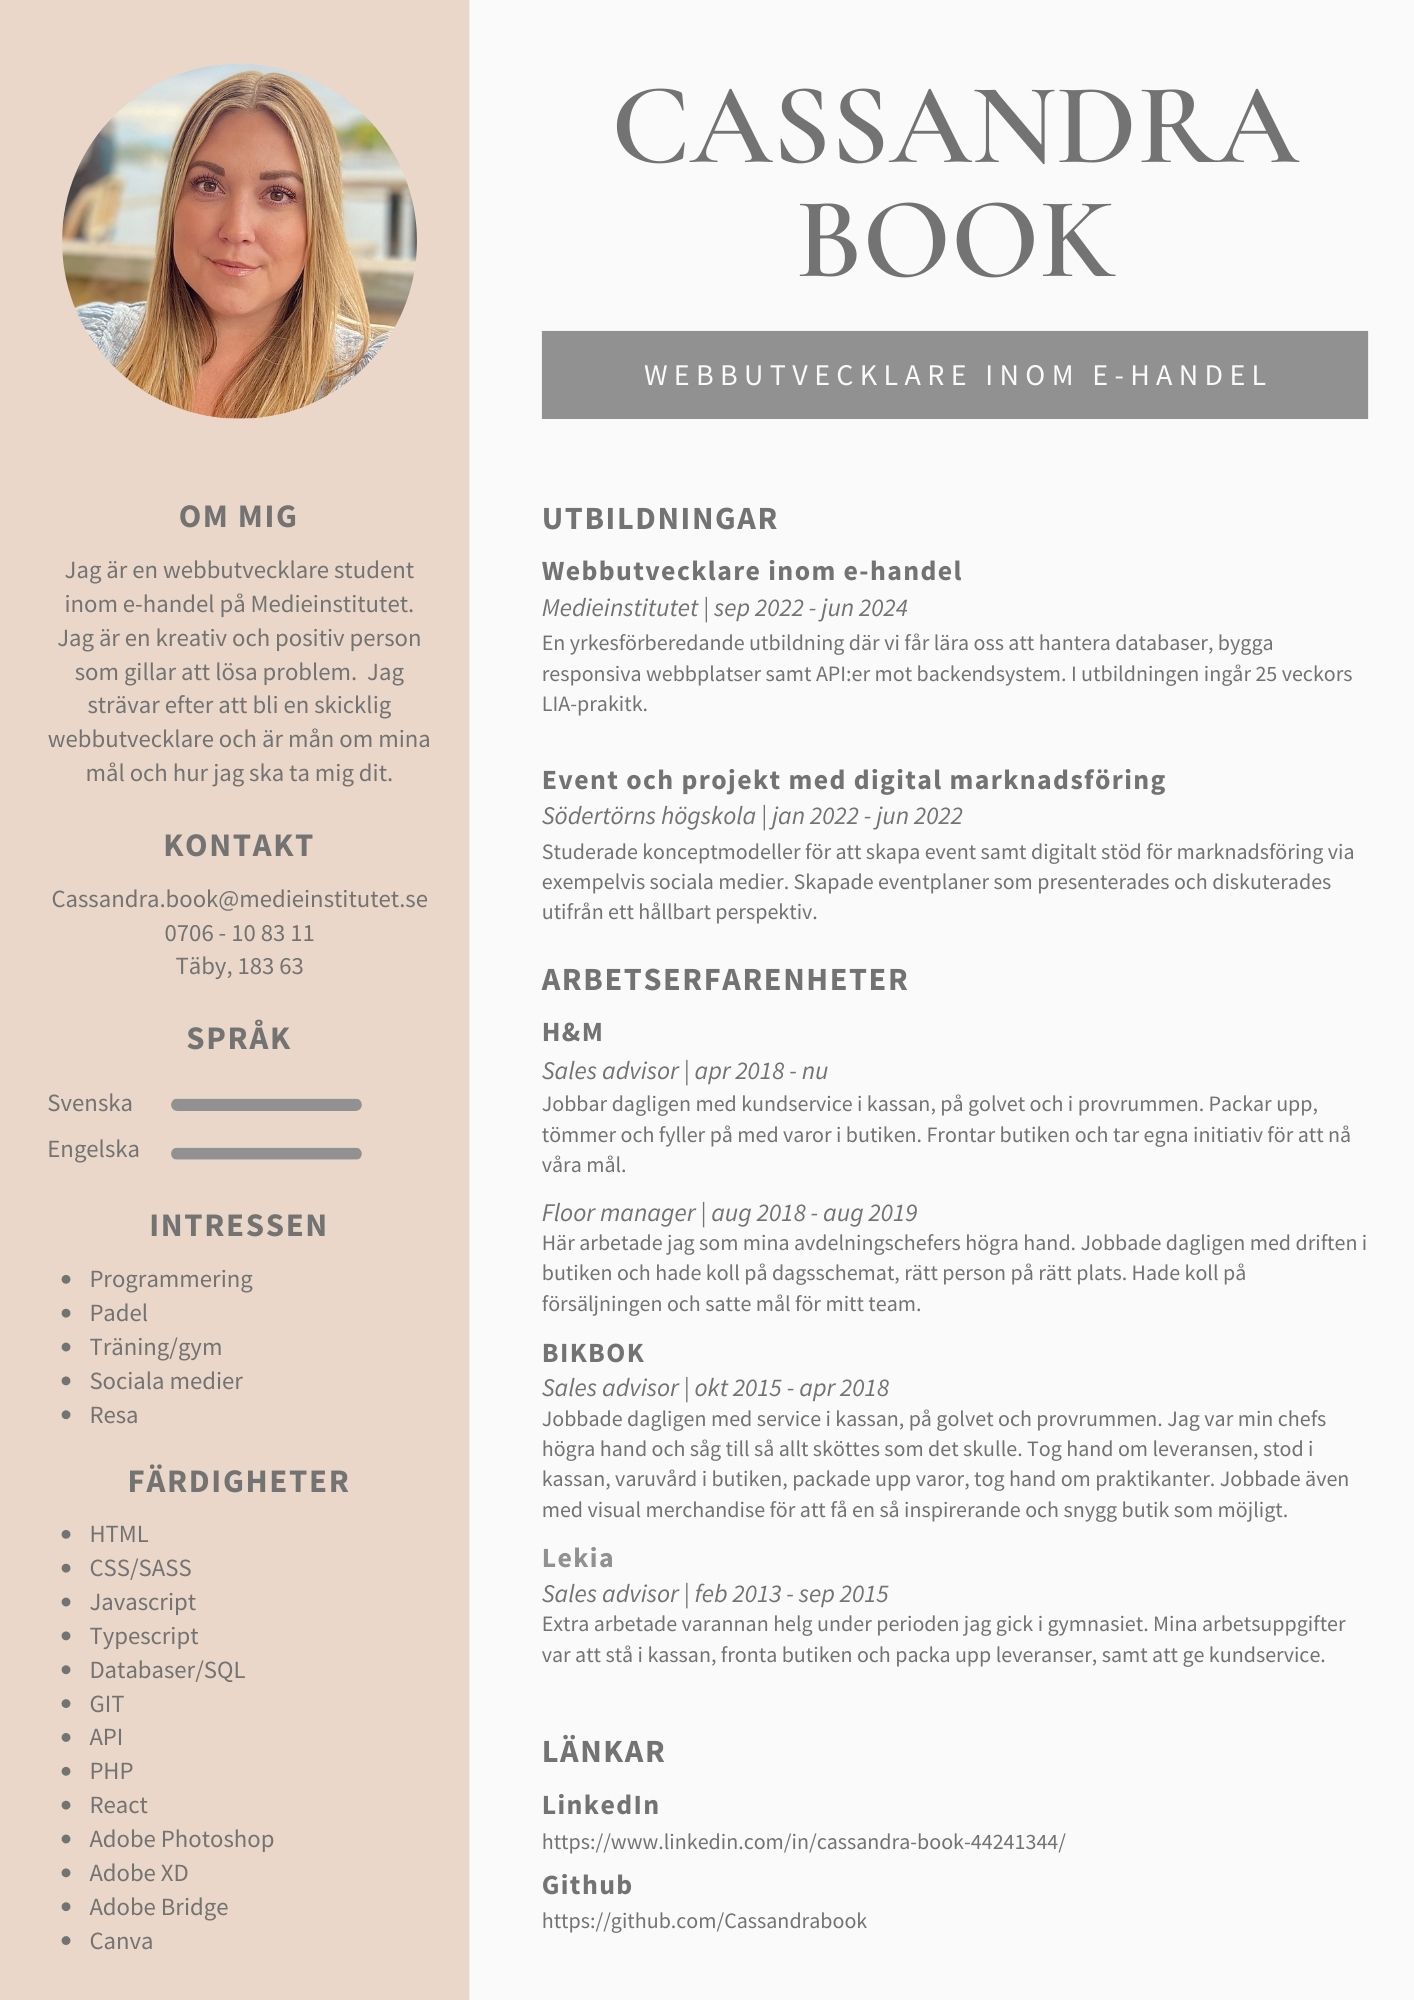 CASSANDRA
BOOK
WEBBUTVECKLARE INOM E-HANDEL
OM MIG
Jag är en webbutvecklare student
inom e-handel på Medieinstitutet.
Jag är en kreativ och positiv person
som gillar att lösa problem.  Jag
strävar efter att bli en skicklig
webbutvecklare och är mån om mina
mål och hur jag ska ta mig dit.
KONTAKT
Cassandra.book@medieinstitutet.se
0706 - 10 83 11
Täby, 183 63
SPRÅK
Svenska
Engelska
INTRESSEN
• Programmering
• Padel
• Träning/gym
• Sociala medier
• Resa
FÄRDIGHETER
• HTML
• CSS/SASS
• Javascript
• Typescript
• Databaser/SQL
• GIT
• API
• PHP
• React
• Adobe Photoshop
• Adobe XD
• Adobe Bridge
• Canva
UTBILDNINGAR
Webbutvecklare inom e-handel
Medieinstitutet | sep 2022 - jun 2024
En yrkesförberedande utbildning där vi får lära oss att hantera databaser, bygga
responsiva webbplatser samt API:er mot backendsystem. I utbildningen ingår 25 veckors
LIA-prakitk.
Event och projekt med digital marknadsföring
Södertörns högskola | jan 2022 - jun 2022
Studerade konceptmodeller för att skapa event samt digitalt stöd för marknadsföring via
exempelvis sociala medier. Skapade eventplaner som presenterades och diskuterades
utifrån ett hållbart perspektiv.
ARBETSERFARENHETER
H&M
Sales advisor | apr 2018 - nu
Jobbar dagligen med kundservice i kassan, på golvet och i provrummen. Packar upp,
tömmer och fyller på med varor i butiken. Frontar butiken och tar egna initiativ för att nå
våra mål.
Floor manager | aug 2018 - aug 2019
Här arbetade jag som mina avdelningschefers högra hand. Jobbade dagligen med driften i
butiken och hade koll på dagsschemat, rätt person på rätt plats. Hade koll på
försäljningen och satte mål för mitt team.
BIKBOK
Sales advisor | okt 2015 - apr 2018
Jobbade dagligen med service i kassan, på golvet och provrummen. Jag var min chefs
högra hand och såg till så allt sköttes som det skulle. Tog hand om leveransen, stod i
kassan, varuvård i butiken, packade upp varor, tog hand om praktikanter. Jobbade även
med visual merchandise för att få en så inspirerande och snygg butik som möjligt.
Lekia
Sales advisor | feb 2013 - sep 2015
Extra arbetade varannan helg under perioden jag gick i gymnasiet. Mina arbetsuppgifter
var att stå i kassan, fronta butiken och packa upp leveranser, samt att ge kundservice.
LÄNKAR
LinkedIn
https://www.linkedin.com/in/cassandra-book-44241344/
Github
https://github.com/Cassandrabook